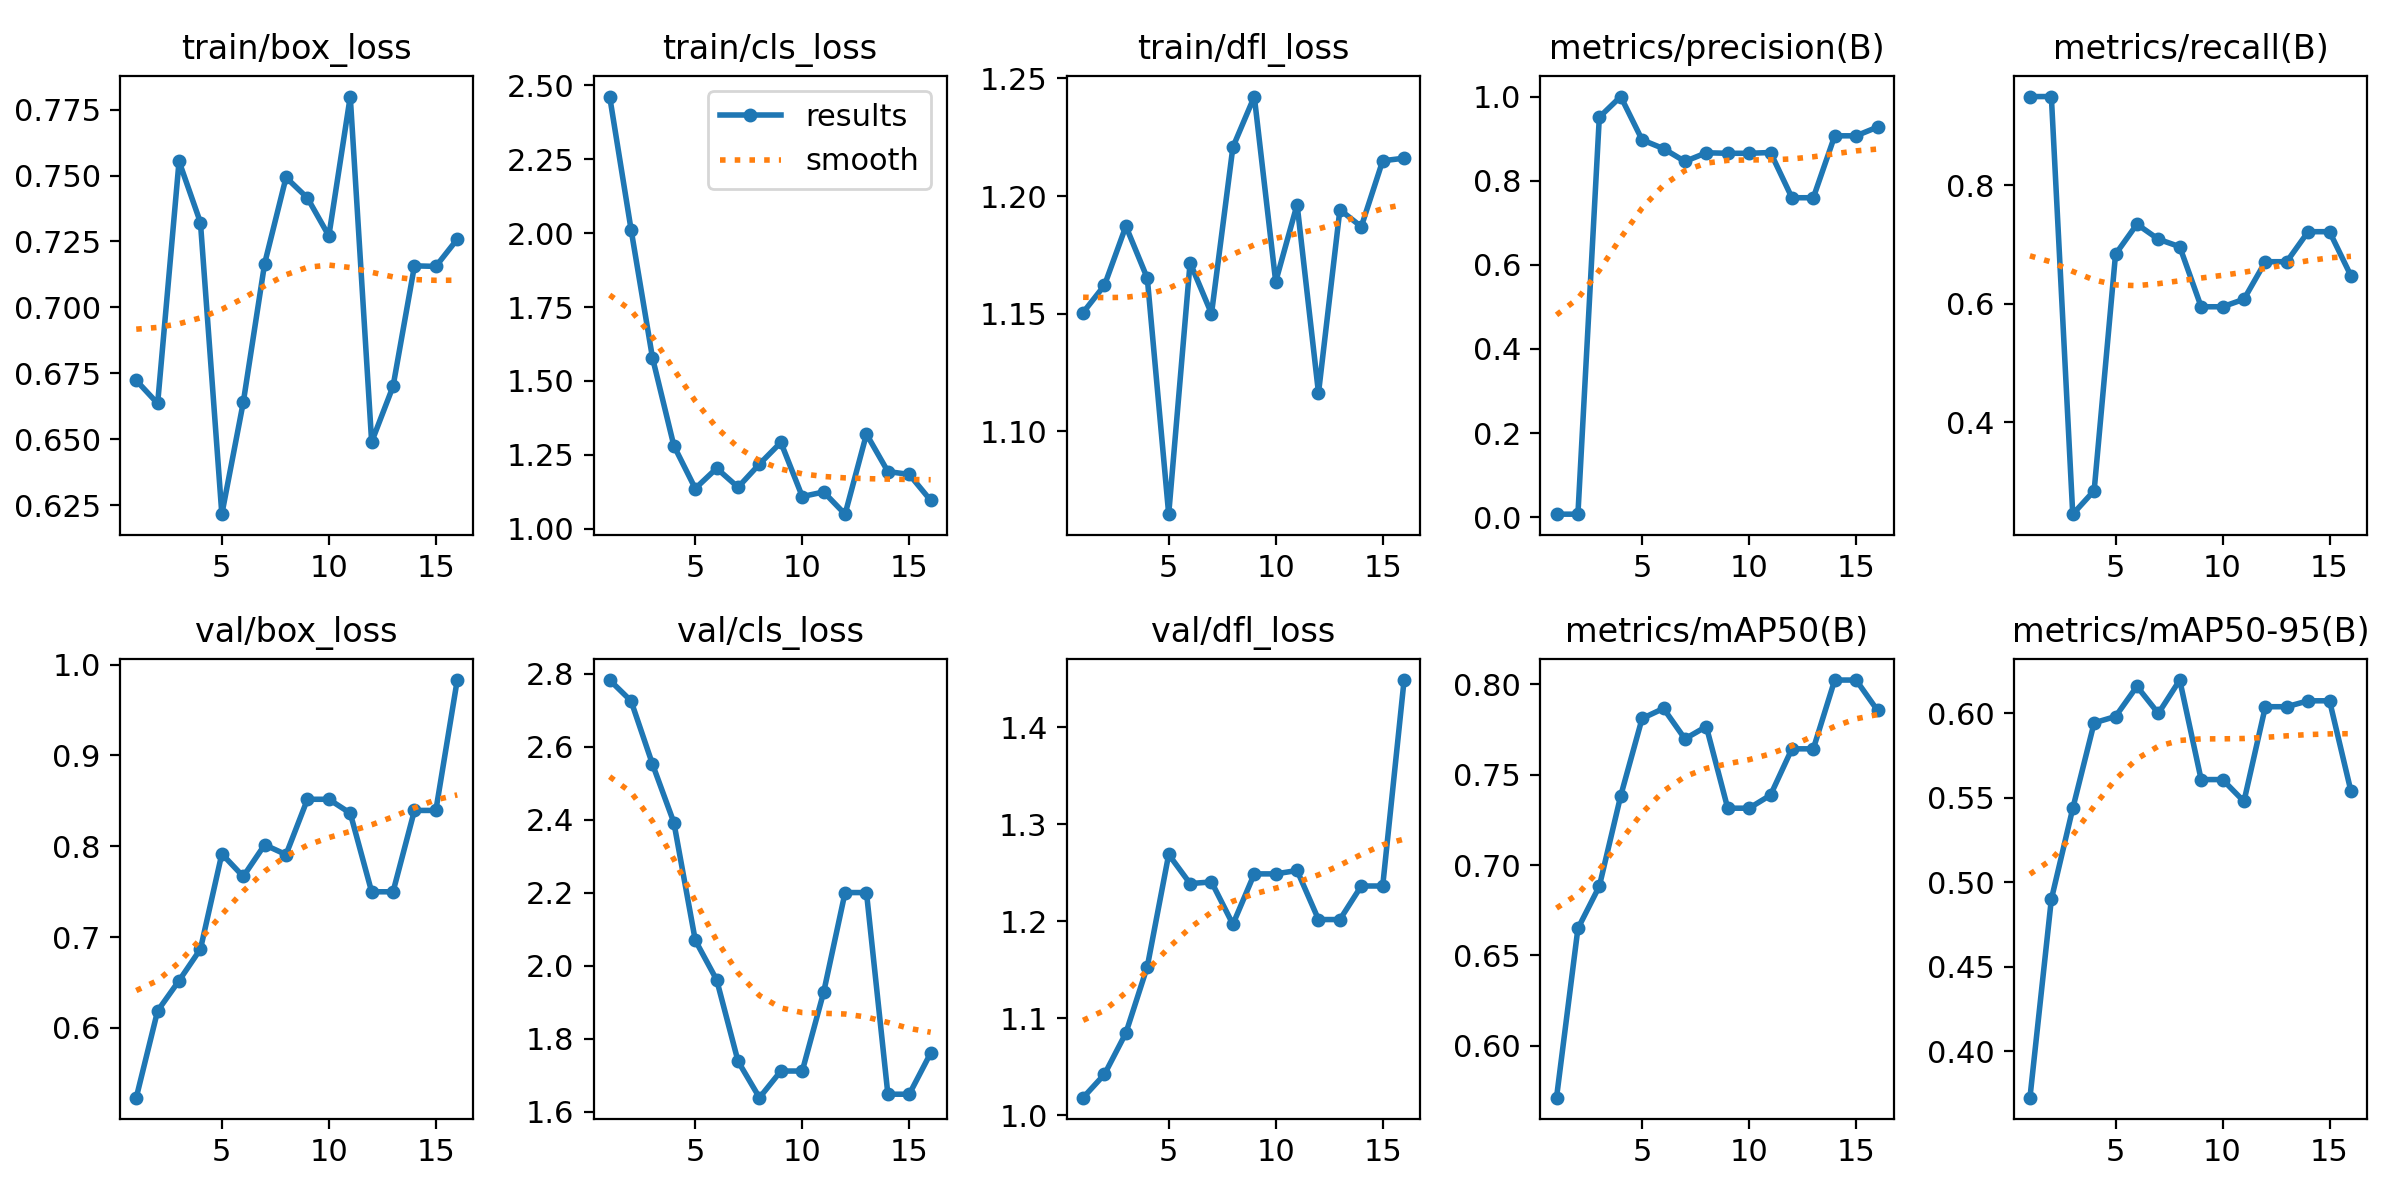 train/box_loss
0.775
0.750
0.725
0.700
0.675
0.650
0.625
5 10 15
train/cls_loss
results
smooth
2.50
2.25
2.00
1.75
1.50
1.25
1.00
5 10 15
train/dfl_loss
1.25
1.20
1.15
1.10
5 10 15
metrics/precision(B)
1.0
0.8
0.6
0.4
0.2
0.0
5 10 15
metrics/recall(B)
0.8
0.6
0.4
5 10 15
val/box_loss
1.0
0.9
0.8
0.7
0.6
5 10 15
val/cls_loss
2.8
2.6
2.4
2.2
2.0
1.8
1.6
5 10 15
val/dfl_loss
1.4
1.3
1.2
1.1
1.0
5 10 15
metrics/mAP50(B)
0.80
0.75
0.70
0.65
0.60
5 10 15
metrics/mAP50-95(B)
0.60
0.55
0.50
0.45
0.40
5 10 15